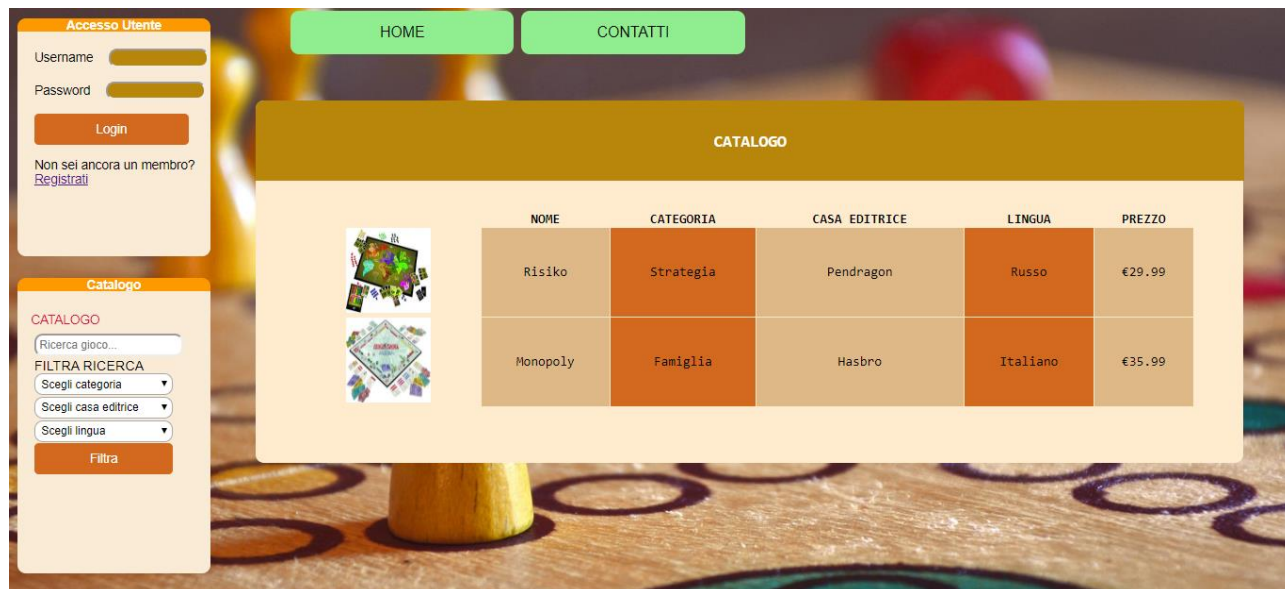 Accesso Utente
Username
Password
Login
Non sei ancora un membro?
Registrati
Catalogo
CATALOGO
Ricerca gioco...
FILTRA RICERCA
Scegli categoria
Scegli casa editrice
Scegli lingua
Filtra
HOME CONTATTI
CATALOGO
NOME CATEGORIA CASA EDITRICE LINGUA PREZZO
Risiko Strategia Pendragon Russo €29.99
Monopoly Famiglia Hasbro Italiano €35.99